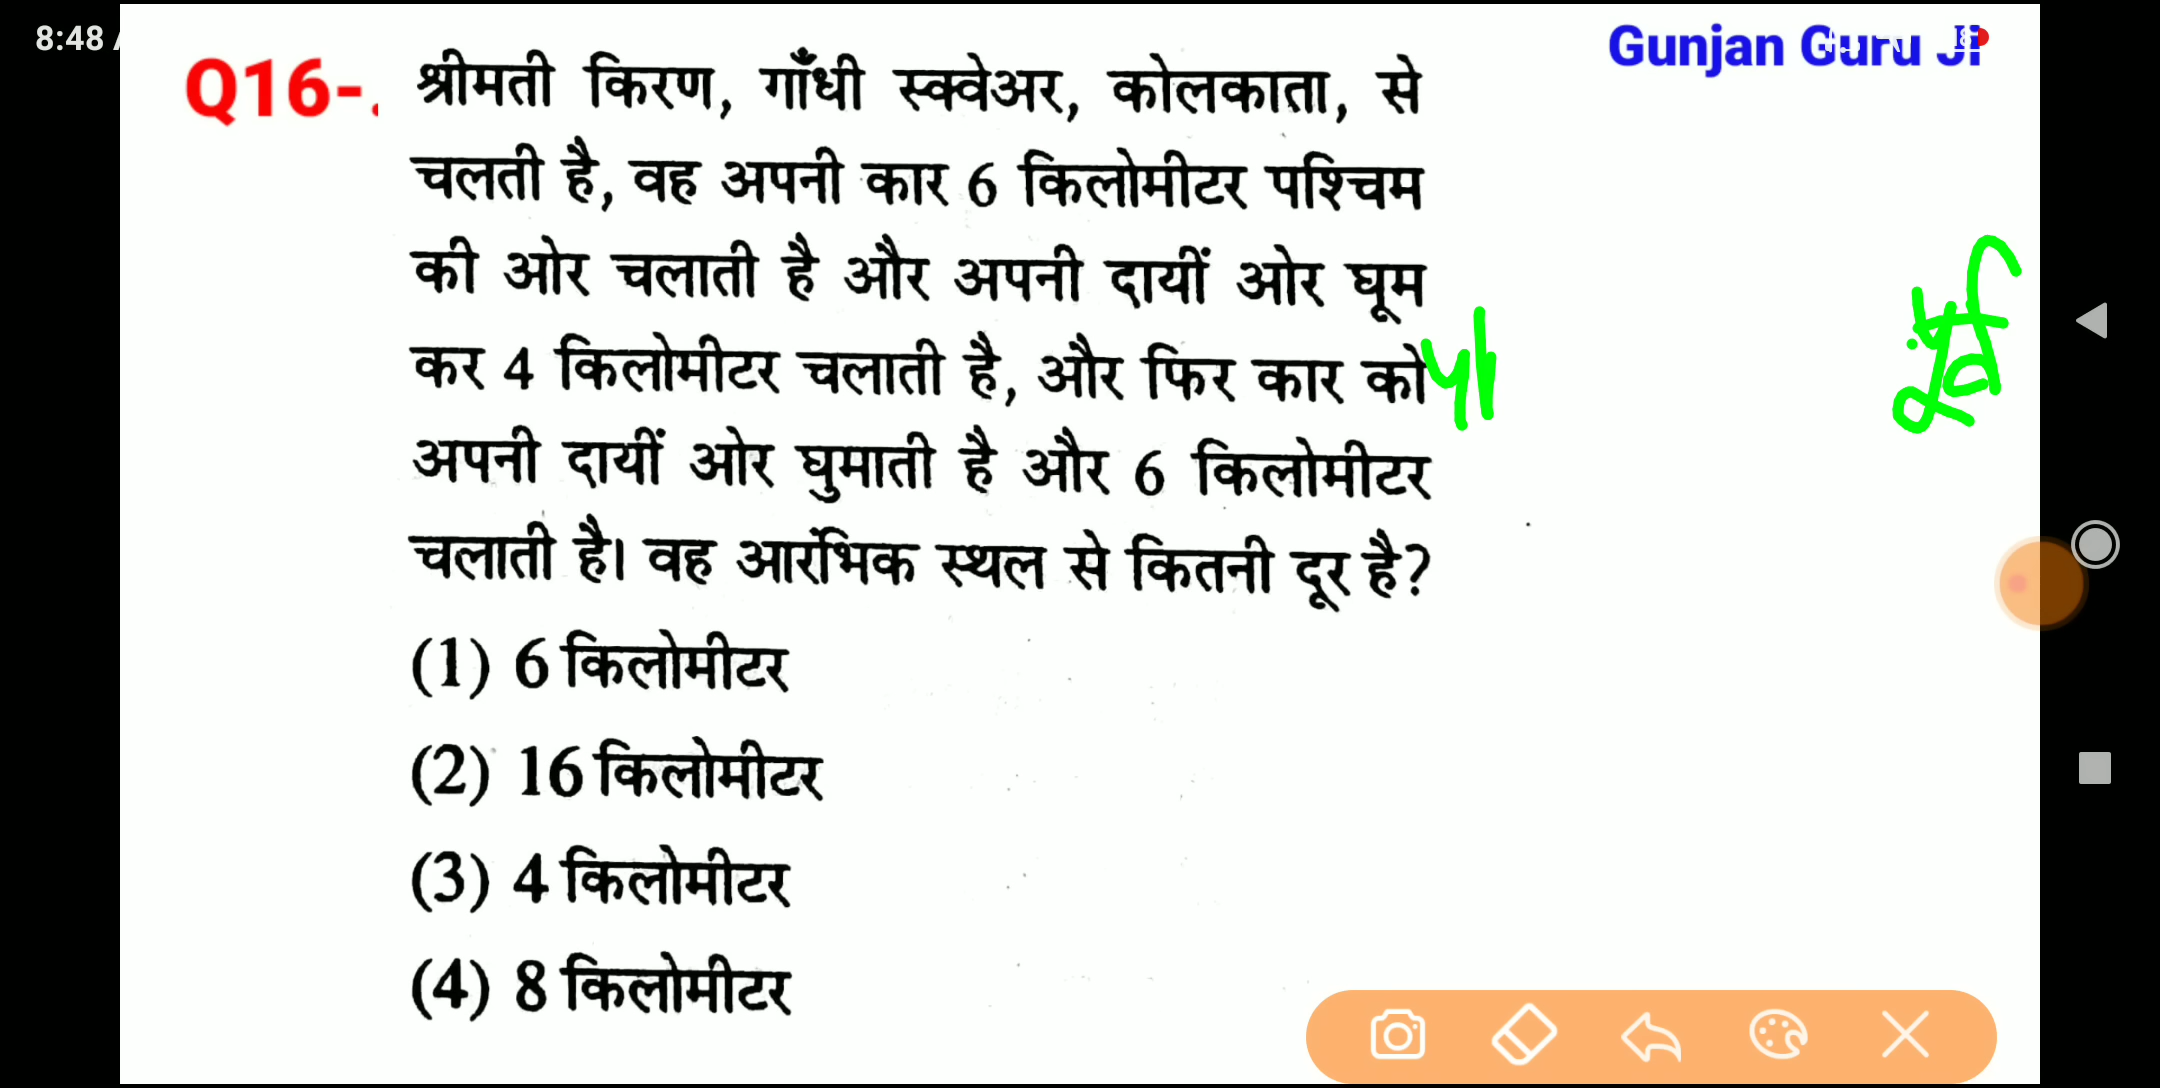 8:48
Gunjan Guru Ji
Q16-.
श्रीमती किरण, गाँधी स्क्वेअर, कोलकाता, से
चलती है, वह अपनी कार 6 किलोमीटर पश्चिम
की ओर चलाती है और अपनी दायीं ओर घूम
कर 4 किलोमीटर चलाती है, और फिर कार को
अपनी दायीं ओर घुमाती है और 6 किलोमीटर
चलाती है। वह आरंभिक स्थल से कितनी दूर है?
(1) 6 किलोमीटर
(2) 16 किलोमीटर
(3) 4 किलोमीटर
(4) 8 किलोमीटर